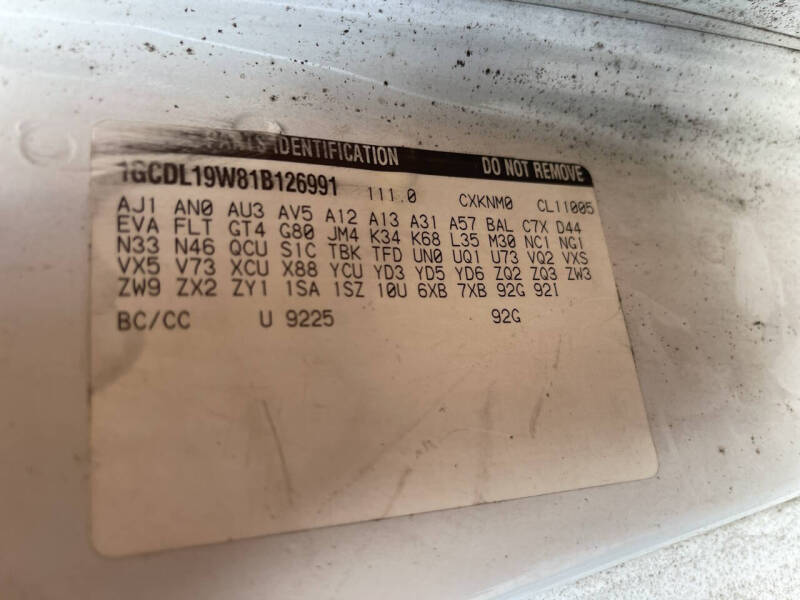 PARTS IDENTIFICATION DO NOT REMOVE
1GCDL19W81B126991 111.0 CXKNM0 CL11005
AJ1 AN0 AU3 AV5 A12 A13 A31 A57 BAL C7X D44
EVA FLT GT4 G80 JM4 K34 K68 L35 M30 NC1 NG1
N33 N46 QCU S1C TBK TFD UN0 UQ1 U73 VQ2 VXS
VX5 V73 XCU X88 YCU YD3 YD5 YD6 ZQ2 ZQ3 ZW3
ZW9 ZX2 ZY1 1SA 1SZ 10U 6XB 7XB 92G 92I
BC/CC U 9225 92G